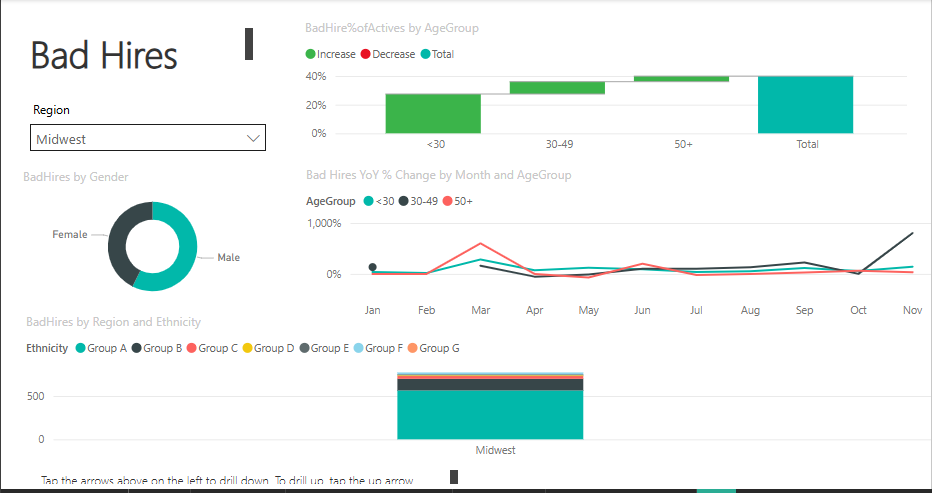 Bad Hires
Region
Midwest
BadHires by Gender
Female
Male
BadHire%ofActives by AgeGroup
Increase Decrease Total
40%
20%
0%
<30 30-49 50+ Total
Bad Hires YoY % Change by Month and AgeGroup
AgeGroup <30 30-49 50+
1,000%
0%
Jan Feb Mar Apr May Jun Jul Aug Sep Oct Nov
BadHires by Region and Ethnicity
Ethnicity Group A Group B Group C Group D Group E Group F Group G
500
0
Midwest
Tap the arrows above on the left to drill down. To drill up, tap the up arrow